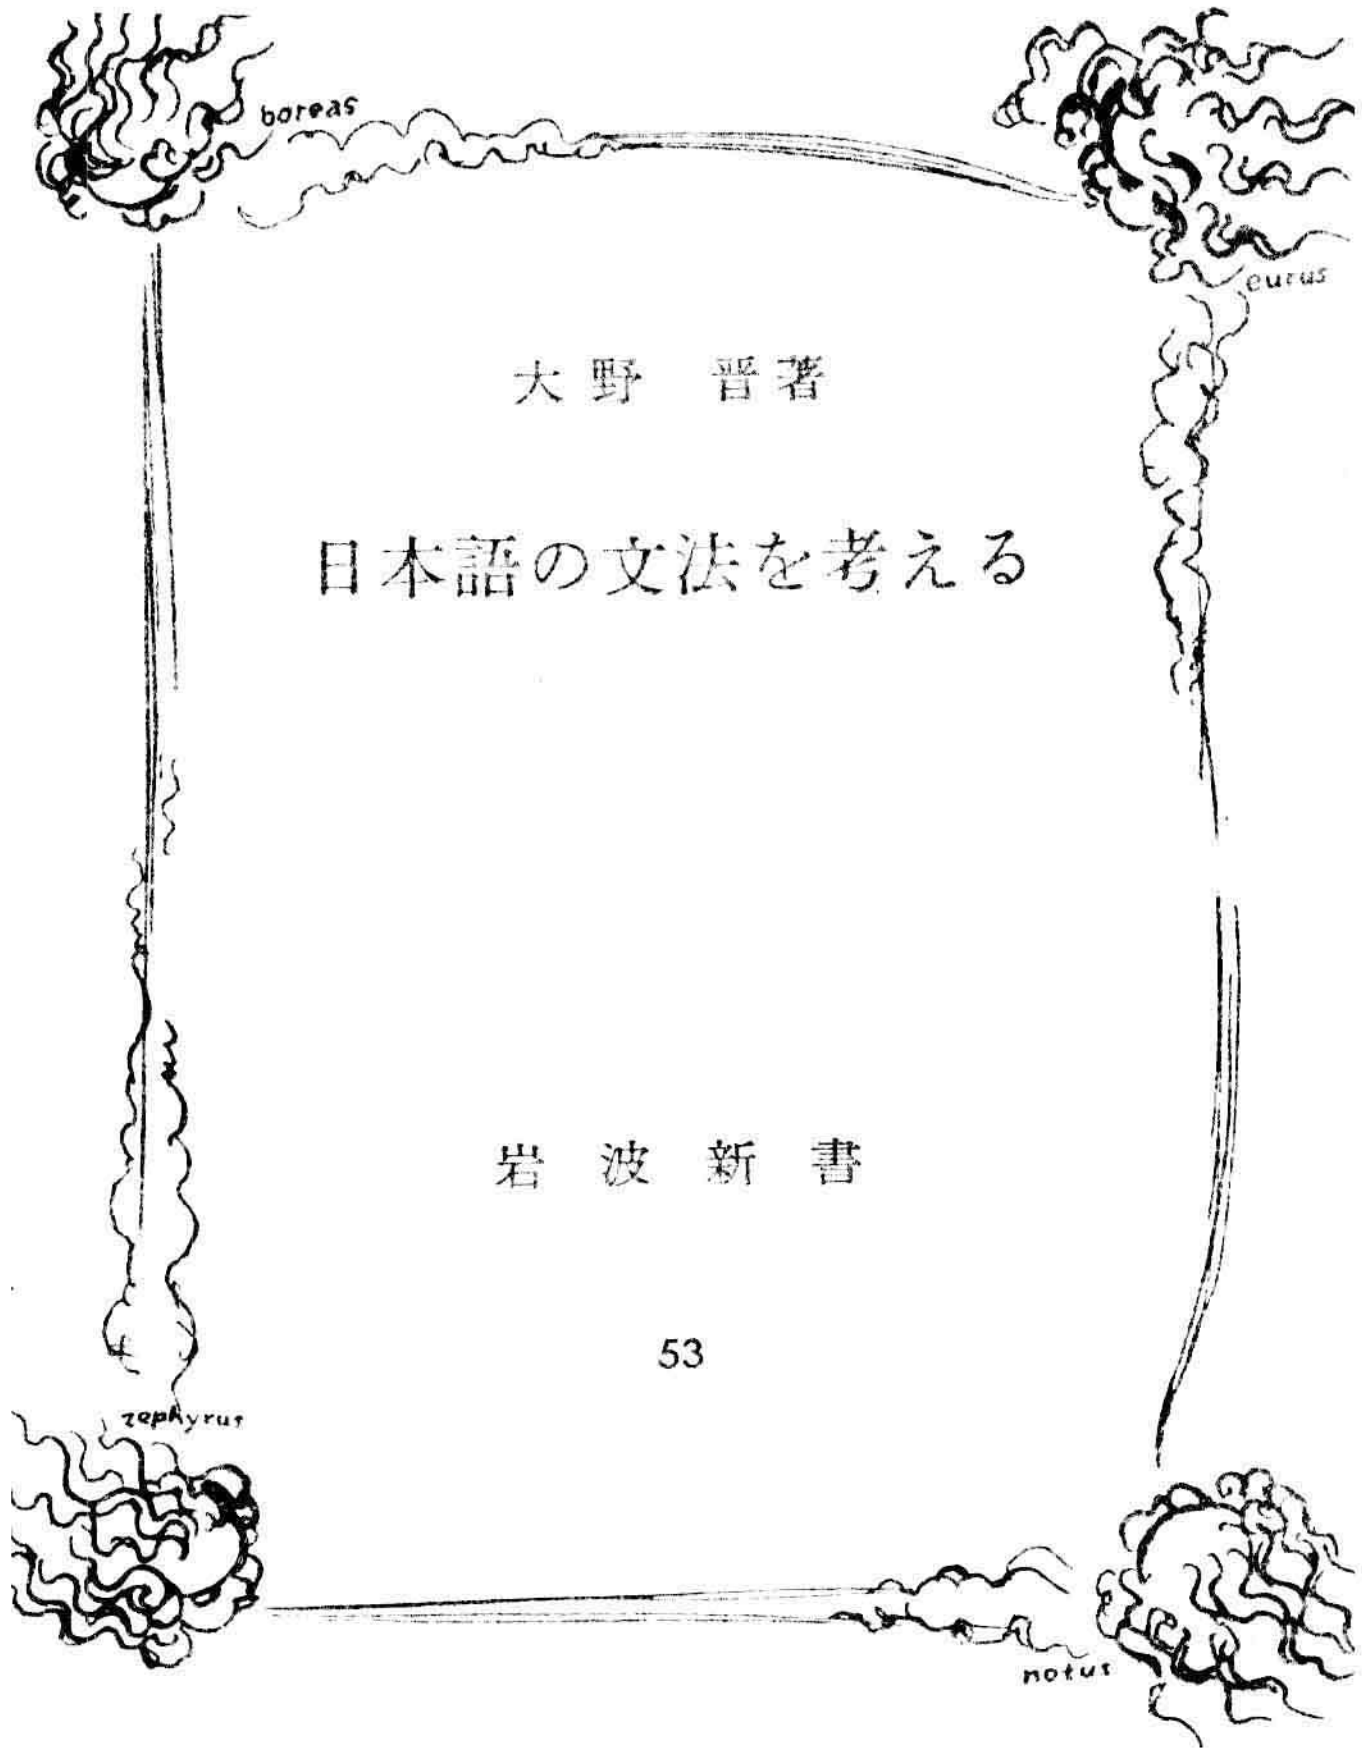 boreas
eurus
大野 晋著
日本語の文法を考える
岩波新書
53
zephyrus
notus